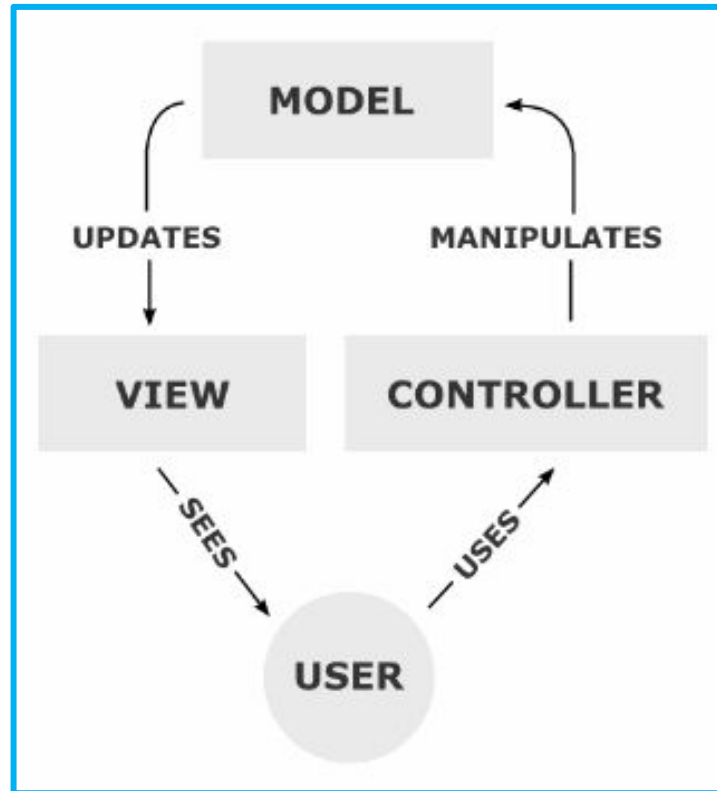 MODEL
UPDATES
MANIPULATES
VIEW
CONTROLLER
SEES
USES
USER